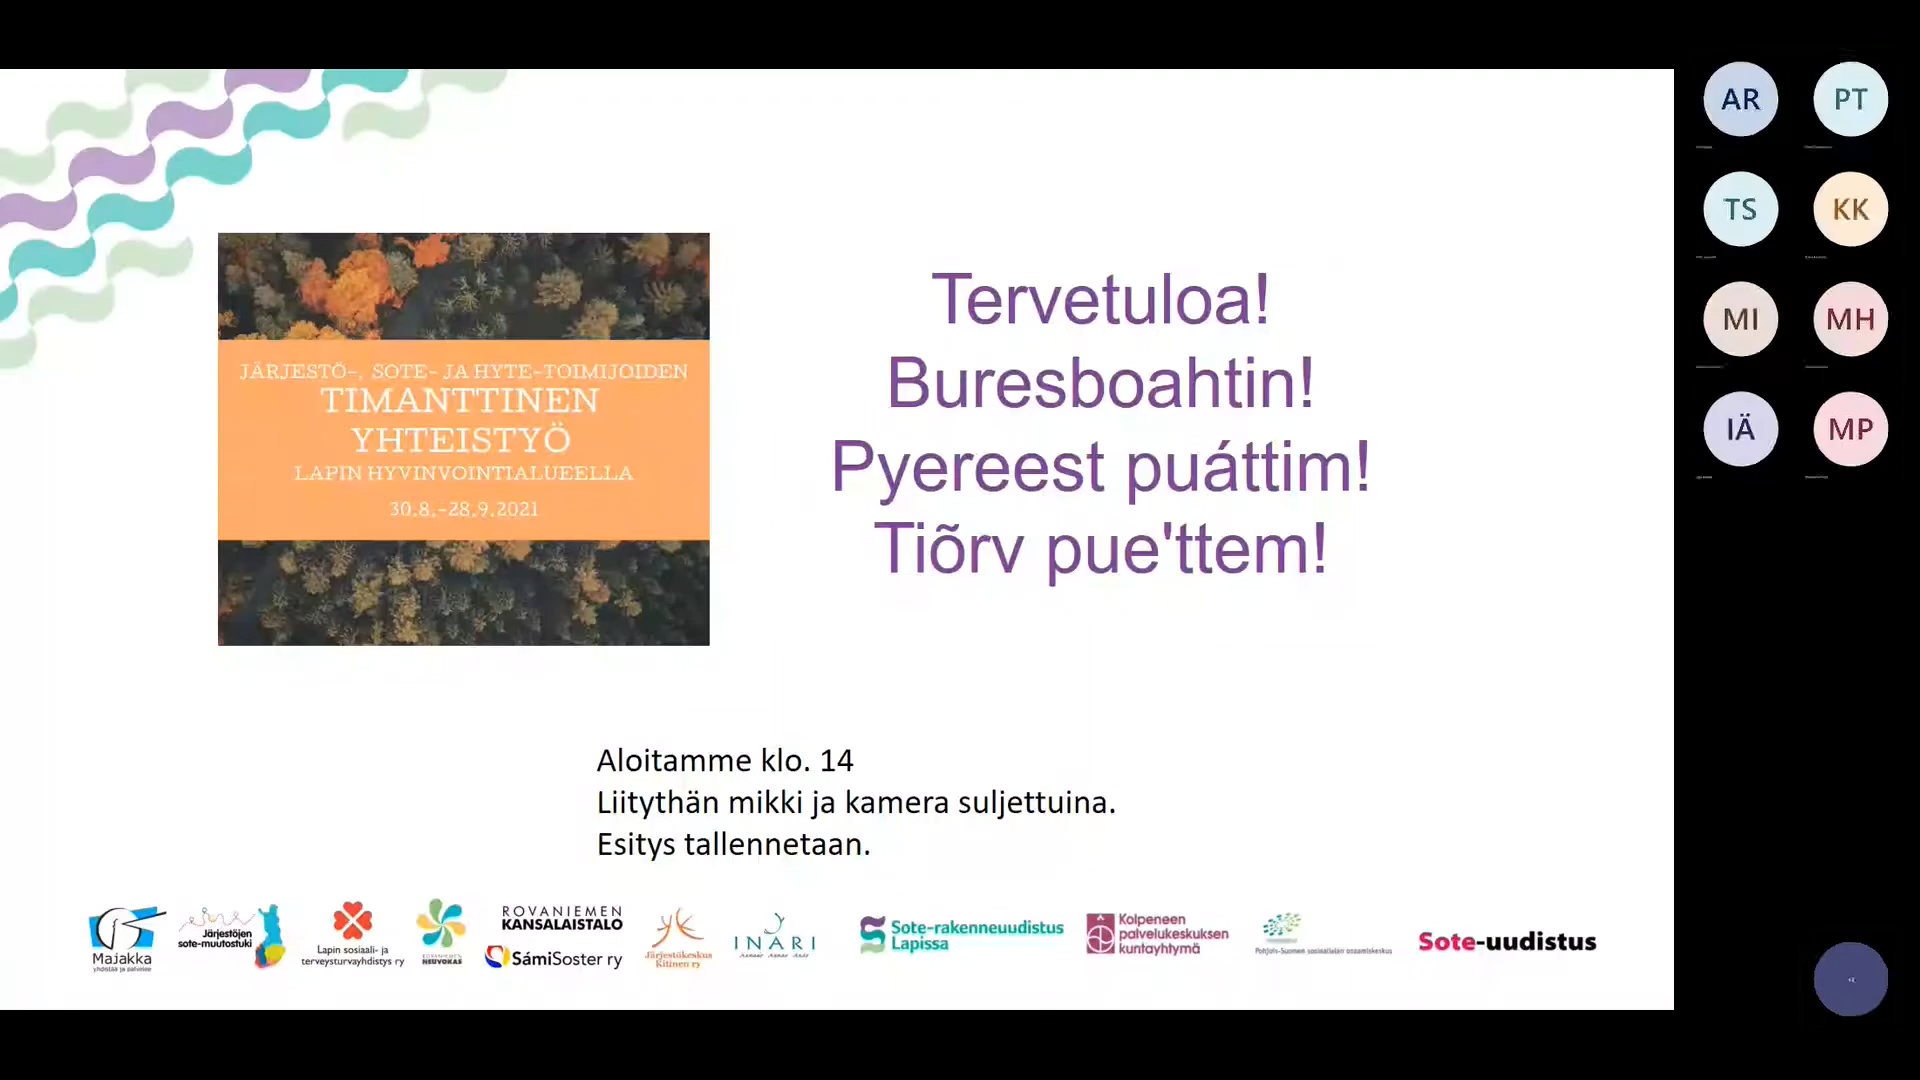 JÄRJESTÖ-, SOTE- JA HYTE-TOIMIJOIDEN
TIMANTTINEN
YHTEISTYÖ
LAPIN HYVINVOINTIALUEELLA
30.8.-28.9.2021
Tervetuloa!
Buresboahtin!
Pyereest puáttim!
Tiõrv pue'ttem!
Aloitamme klo. 14
Liitythän mikki ja kamera suljettuina.
Esitys tallennetaan.
Majakka
yhdistää ja palvelee
Järjestöjen
sote-muutostuki
Lapin sosiaali- ja
terveysturvayhdistys ry
NEUVOKAS
ROVANIEMEN
KANSALAISTALO
SámiSoster ry
Järjestökeskus
Kitinen ry
INARI
Aanaar Aanar Anár
Sote-rakenneuudistus
Lapissa
Kolpeneen
palvelukeskuksen
kuntayhtymä
Pohjois-Suomen sosiaalialan osaamiskeskus
Sote-uudistus
AR
PT
TS
KK
MI
MH
IÄ
MP